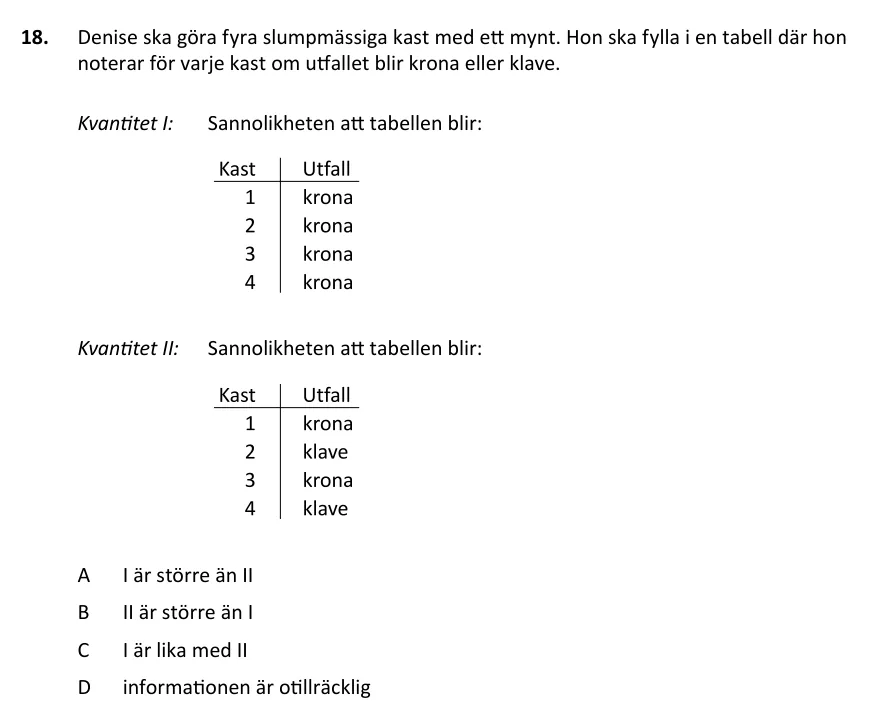 18. Denise ska göra fyra slumpmässiga kast med ett mynt. Hon ska fylla i en tabell där hon
noterar för varje kast om utfallet blir krona eller klave.
Kvantitet I: Sannolikheten att tabellen blir:
Kast Utfall
1 krona
2 krona
3 krona
4 krona
Kvantitet II: Sannolikheten att tabellen blir:
Kast Utfall
1 krona
2 klave
3 krona
4 klave
A I är större än II
B II är större än I
C I är lika med II
D informationen är otillräcklig